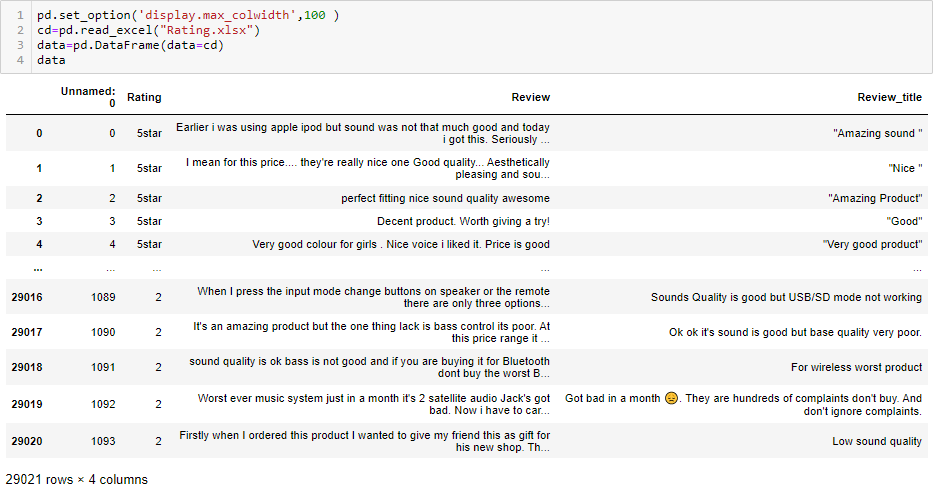 1 pd.set_option('display.max_colwidth',100 )
2 cd=pd.read_excel("Rating.xlsx")
3 data=pd.DataFrame(data=cd)
4 data
Unnamed:
0 Rating Review Review_title
0 0 5star Earlier i was using apple ipod but sound was not that much good and today
i got this. Seriously ... "Amazing sound "
1 1 5star I mean for this price.... they're really nice one Good quality... Aesthetically
pleasing and sou... "Nice "
2 2 5star perfect fitting nice sound quality awesome "Amazing Product"
3 3 5star Decent product. Worth giving a try! "Good"
4 4 5star Very good colour for girls . Nice voice i liked it. Price is good "Very good product"
... ... ... ... ...
29016 1089 2 When I press the input mode change buttons on speaker or the remote
there are only three options... Sounds Quality is good but USB/SD mode not working
29017 1090 2 It's an amazing product but the one thing lack is bass control its poor. At
this price range it ... Ok ok it's sound is good but base quality very poor.
29018 1091 2 sound quality is ok bass is not good and if you are buying it for Bluetooth
dont buy the worst B... For wireless worst product
29019 1092 2 Worst ever music system just in a month it's 2 satellite audio Jack's got
bad. Now i have to car... Got bad in a month 😖. They are hundreds of complaints don't buy. And
don't ignore complaints.
29020 1093 2 Firstly when I ordered this product I wanted to give my friend this as gift for
his new shop. Th... Low sound quality
29021 rows × 4 columns